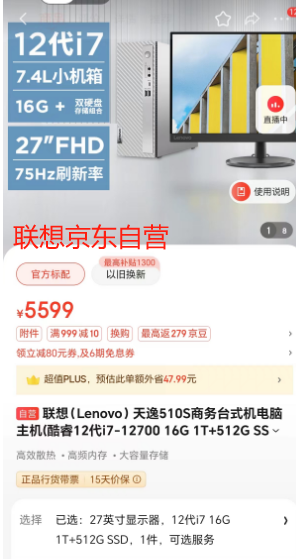 12
12代i7
7.4L小机箱
16G + 双硬盘
存储组合
27”FHD
75Hz刷新率
直播中
使用说明
联想京东自营
1 8
官方标配
最高补贴1300
以旧换新
¥5599
附件 满999减10 换购 最高返279京豆
领立减80元券,及6期免息券
超值PLUS，预估此单额外省47.99元 >
自营 联想(Lenovo) 天逸510S商务台式机电脑
主机(酷睿12代i7-12700 16G 1T+512G SS
高效散热 · 高频内存 · 大容量存储
正品行货带票 15天价保
选择 已选：27英寸显示器，12代i7 16G
1T+512G SSD，1件，可选服务